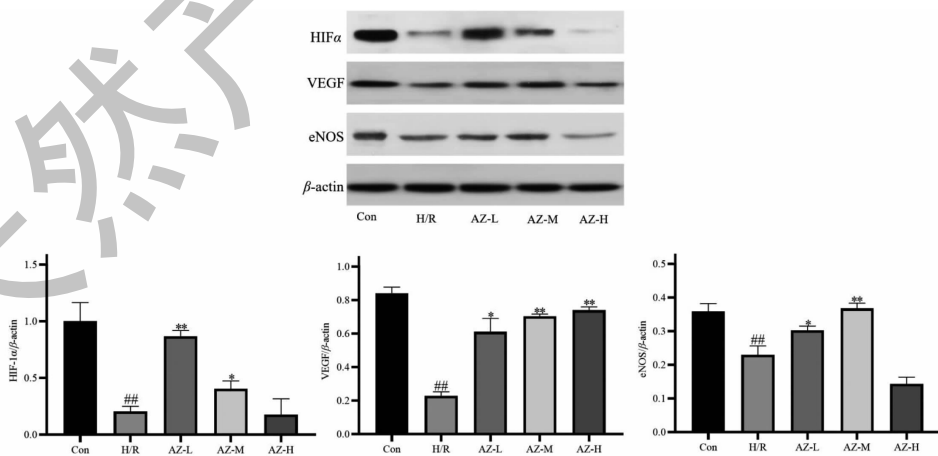 HIFα
VEGF
eNOS
β-actin
Con H/R AZ-L AZ-M AZ-H
HIF-1α/β-actin
1.5
1.0
0.5
0.0
##
**
*
Con H/R AZ-L AZ-M AZ-H
VEGF/β-actin
1.0
0.8
0.6
0.4
0.2
0.0
##
*
**
**
Con H/R AZ-L AZ-M AZ-H
eNOS/β-actin
0.5
0.4
0.3
0.2
0.1
0.0
##
*
**
Con H/R AZ-L AZ-M AZ-H
然